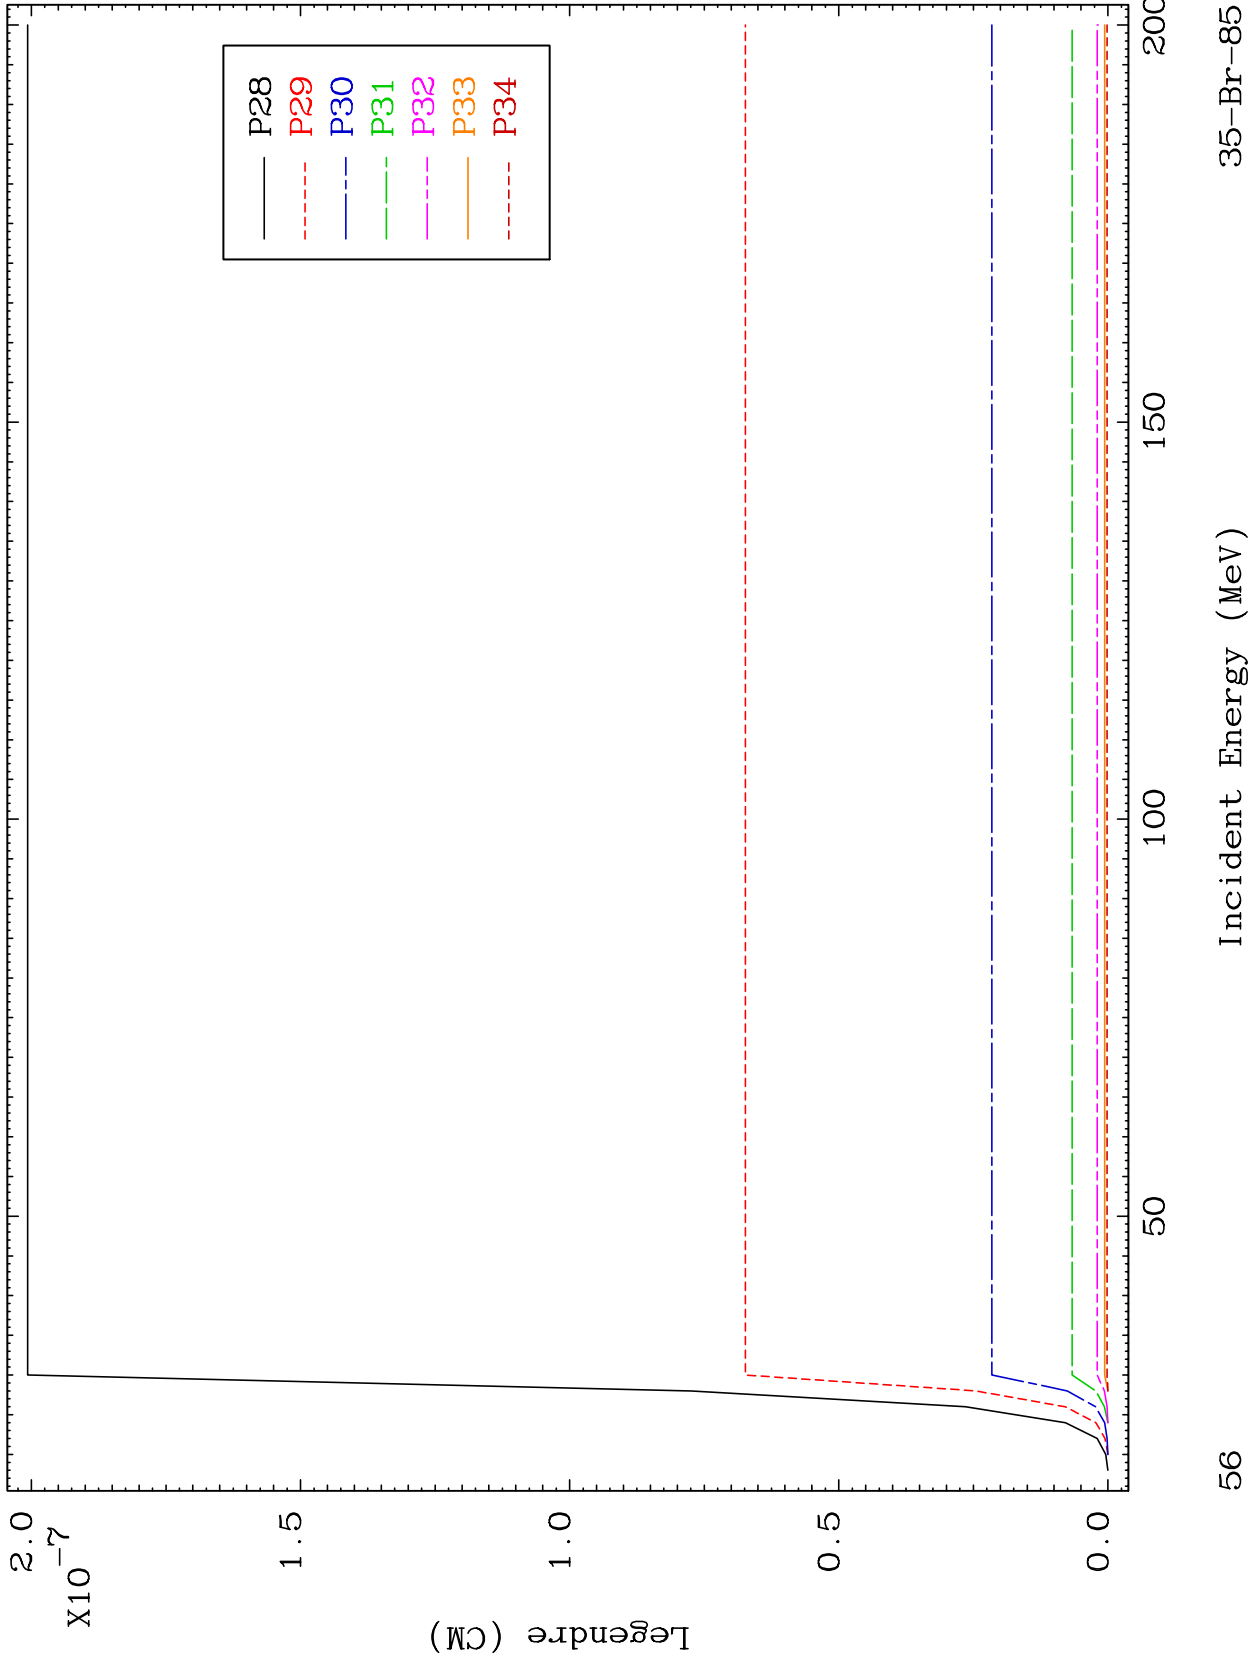 2.0
X10
-7
1.5
1.0
0.5
0.0
Legendre (CM)
P28
P29
P30
P31
P32
P33
P34
50
100
150
200
Incident Energy (MeV)
56
35-Br-85